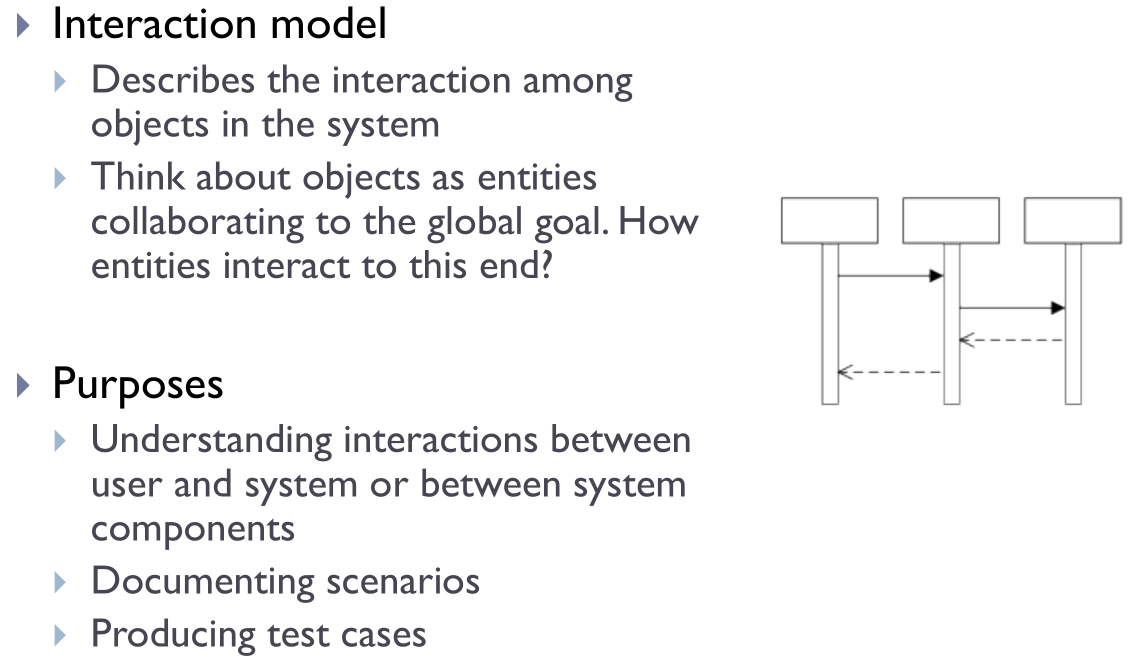 Interaction model
Describes the interaction among
objects in the system
Think about objects as entities
collaborating to the global goal. How
entities interact to this end?
Purposes
Understanding interactions between
user and system or between system
components
Documenting scenarios
Producing test cases